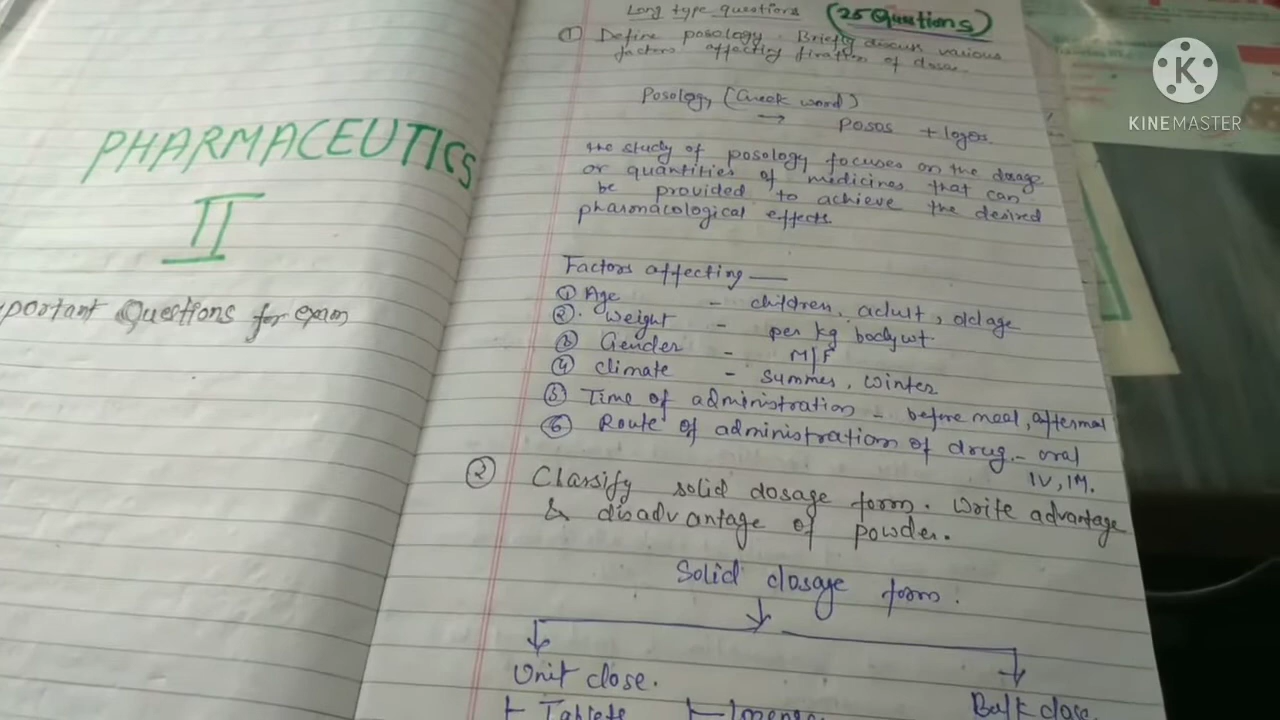 PHARMACEUTICS
II
portant Questions for exam
Long type questions (25 Questions)
① Define posology. Briefly discuss various
factors affecting fixation of dose.
Posology (Greek word)
→ Posos + logos
the study of posology focuses on the dosage
or quantities of medicines that can
be provided to achieve the desired
pharmacological effects
Factors affecting —
① Age - children, adult, old age
②. Weight - per kg body wt.
③ Gender - M/F
④ climate - summer, winter
⑤ Time of administration - before meal, after meal
⑥ Route of administration of drug. - oral
IV, IM.
② Classify solid dosage form. Write advantage
& disadvantage of powder.
Solid dosage form.
Unit dose.
Bulk dose.
Tablets
K
KINEMASTER